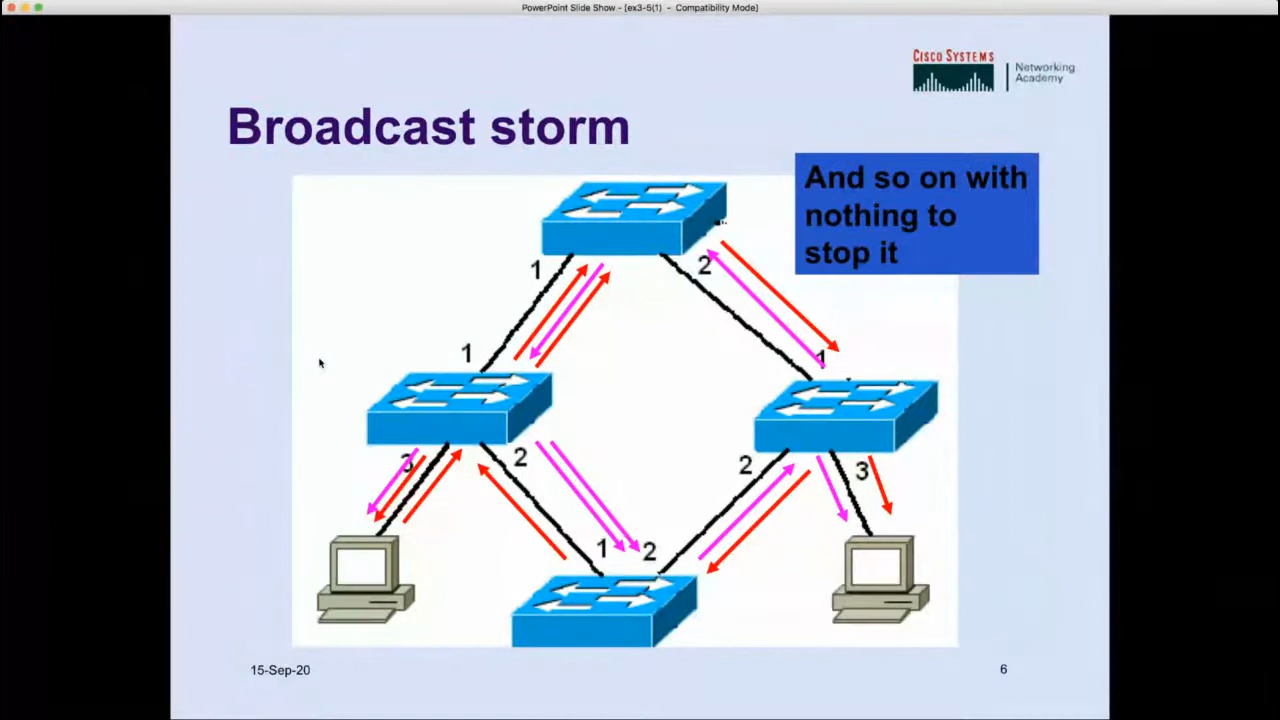 PowerPoint Slide Show - [ex3-5(1) - Compatibility Mode]
CISCO SYSTEMS
Networking
Academy
Broadcast storm
And so on with
nothing to
stop it
1
2
1
1
3
2
2
3
1
2
15-Sep-20
6